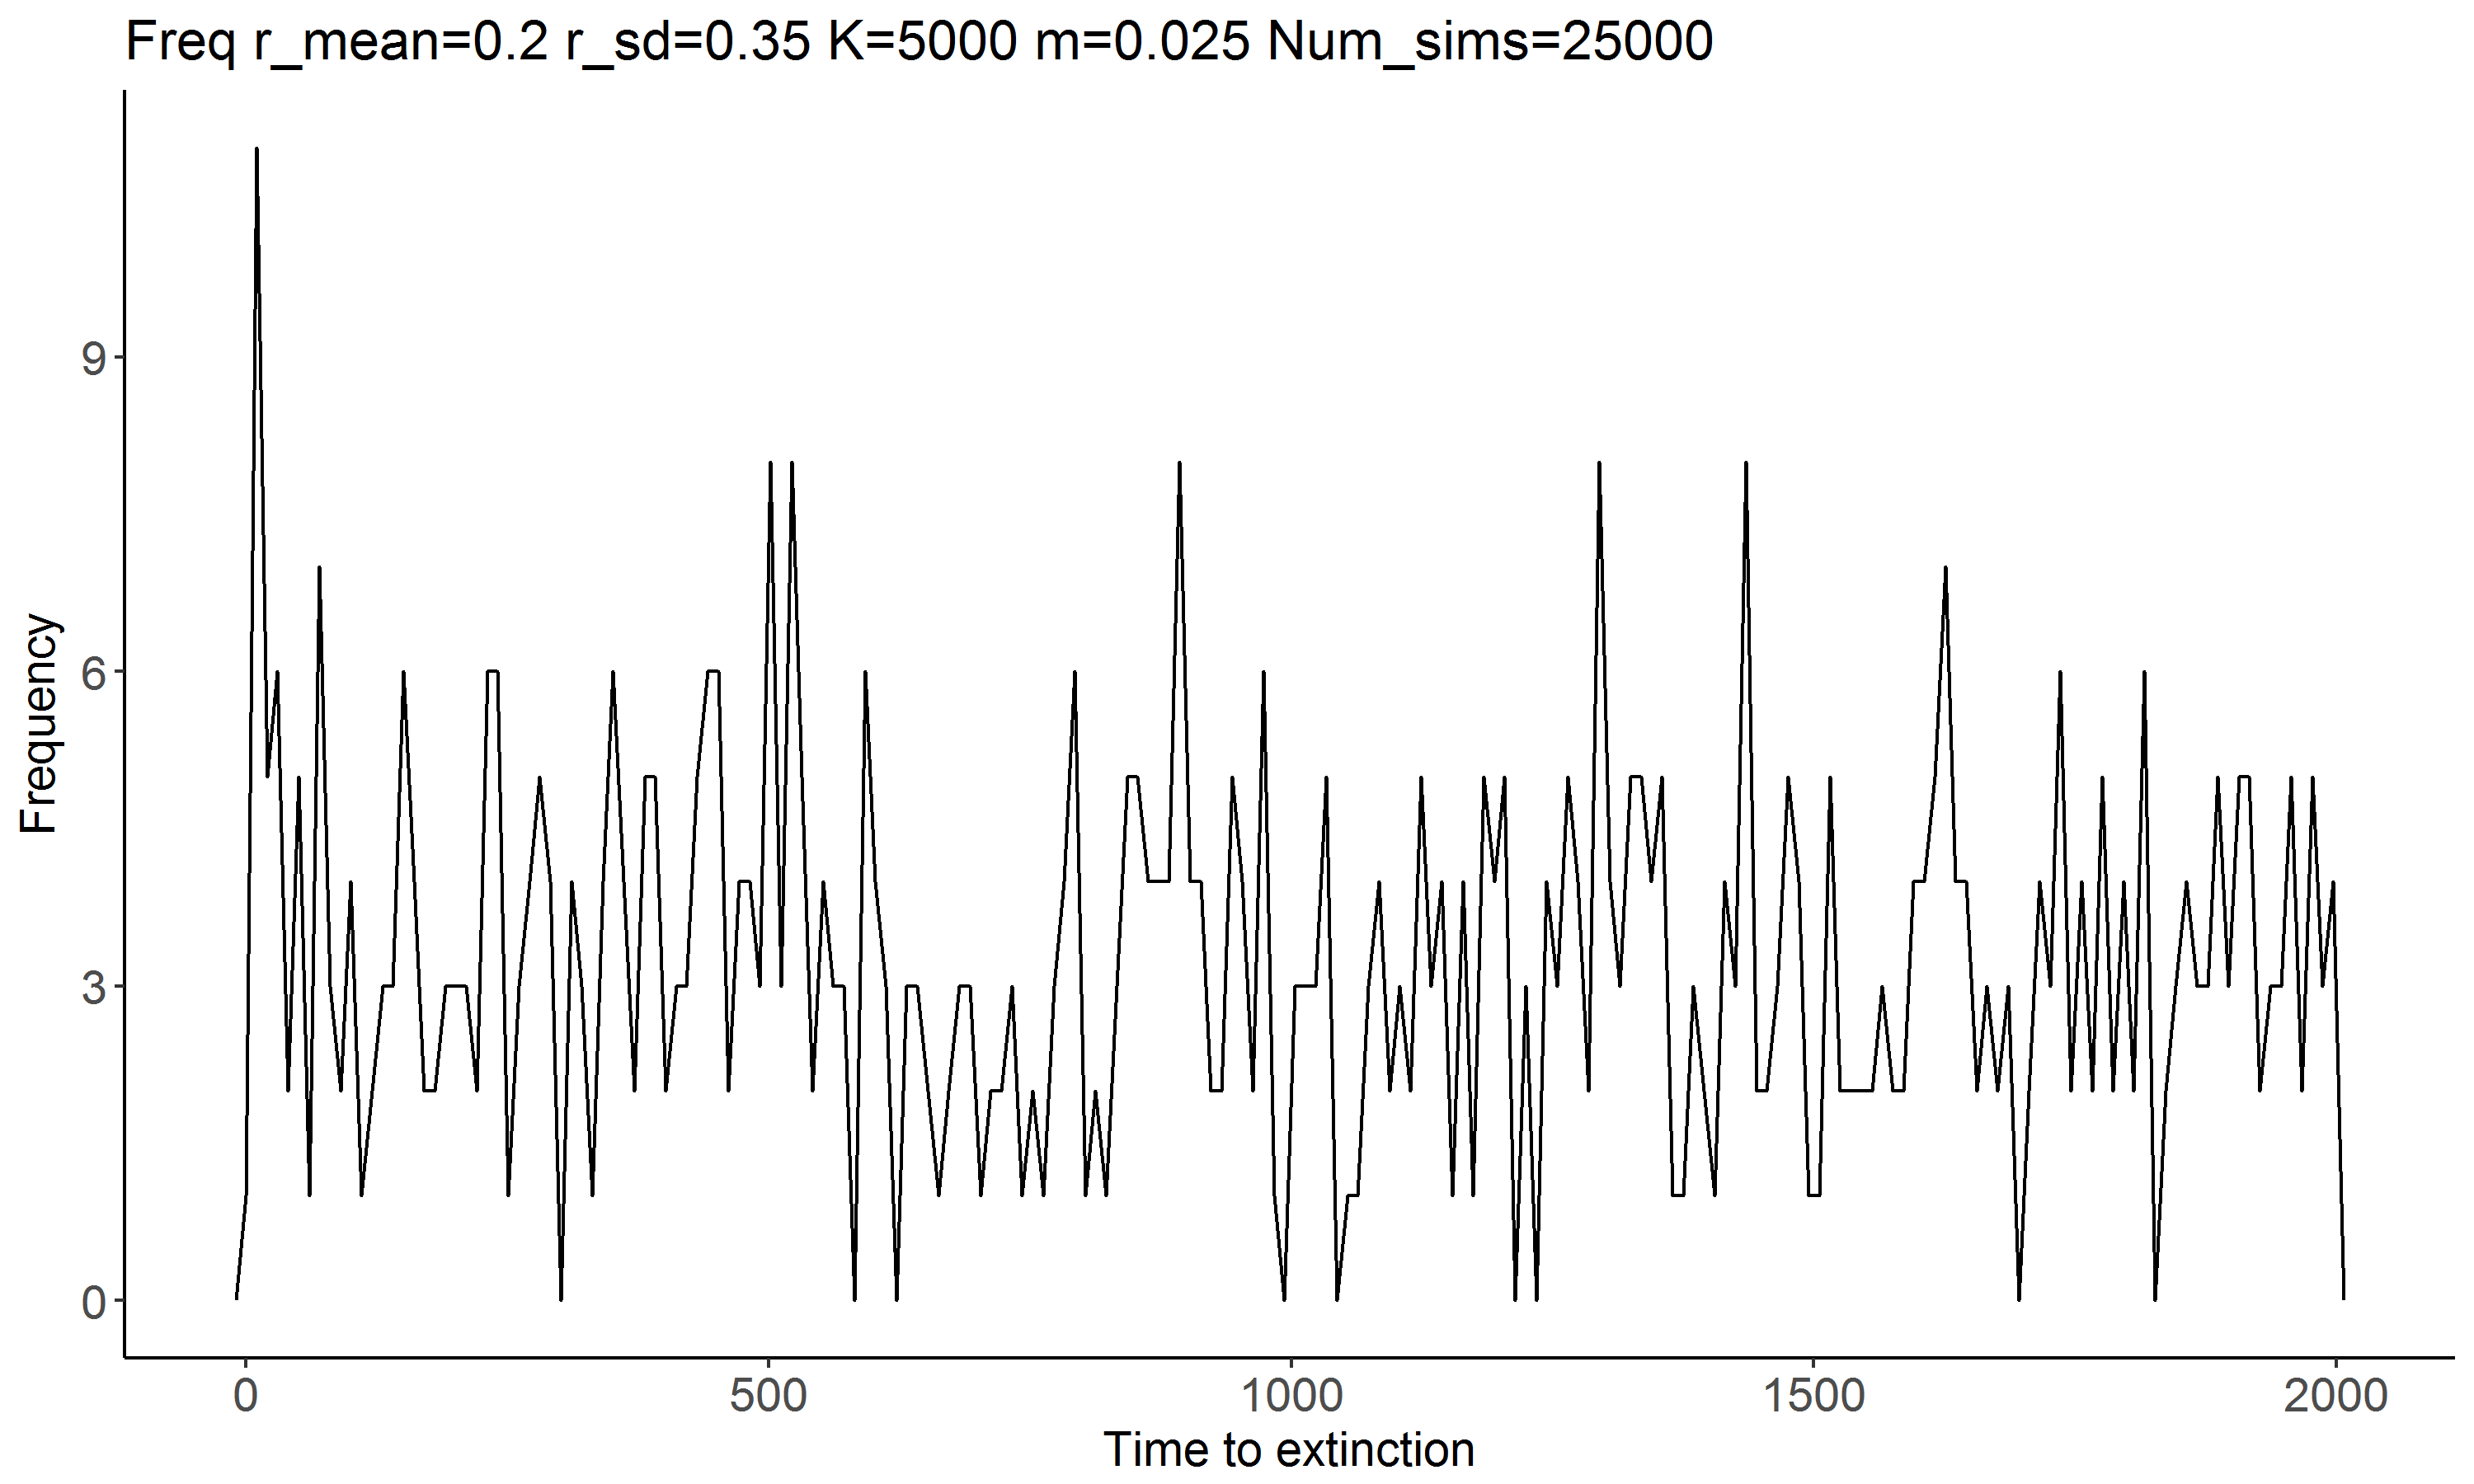 Freq r_mean=0.2 r_sd=0.35 K=5000 m=0.025 Num_sims=25000
Frequency
9
6
3
0
0 500 1000 1500 2000
Time to extinction